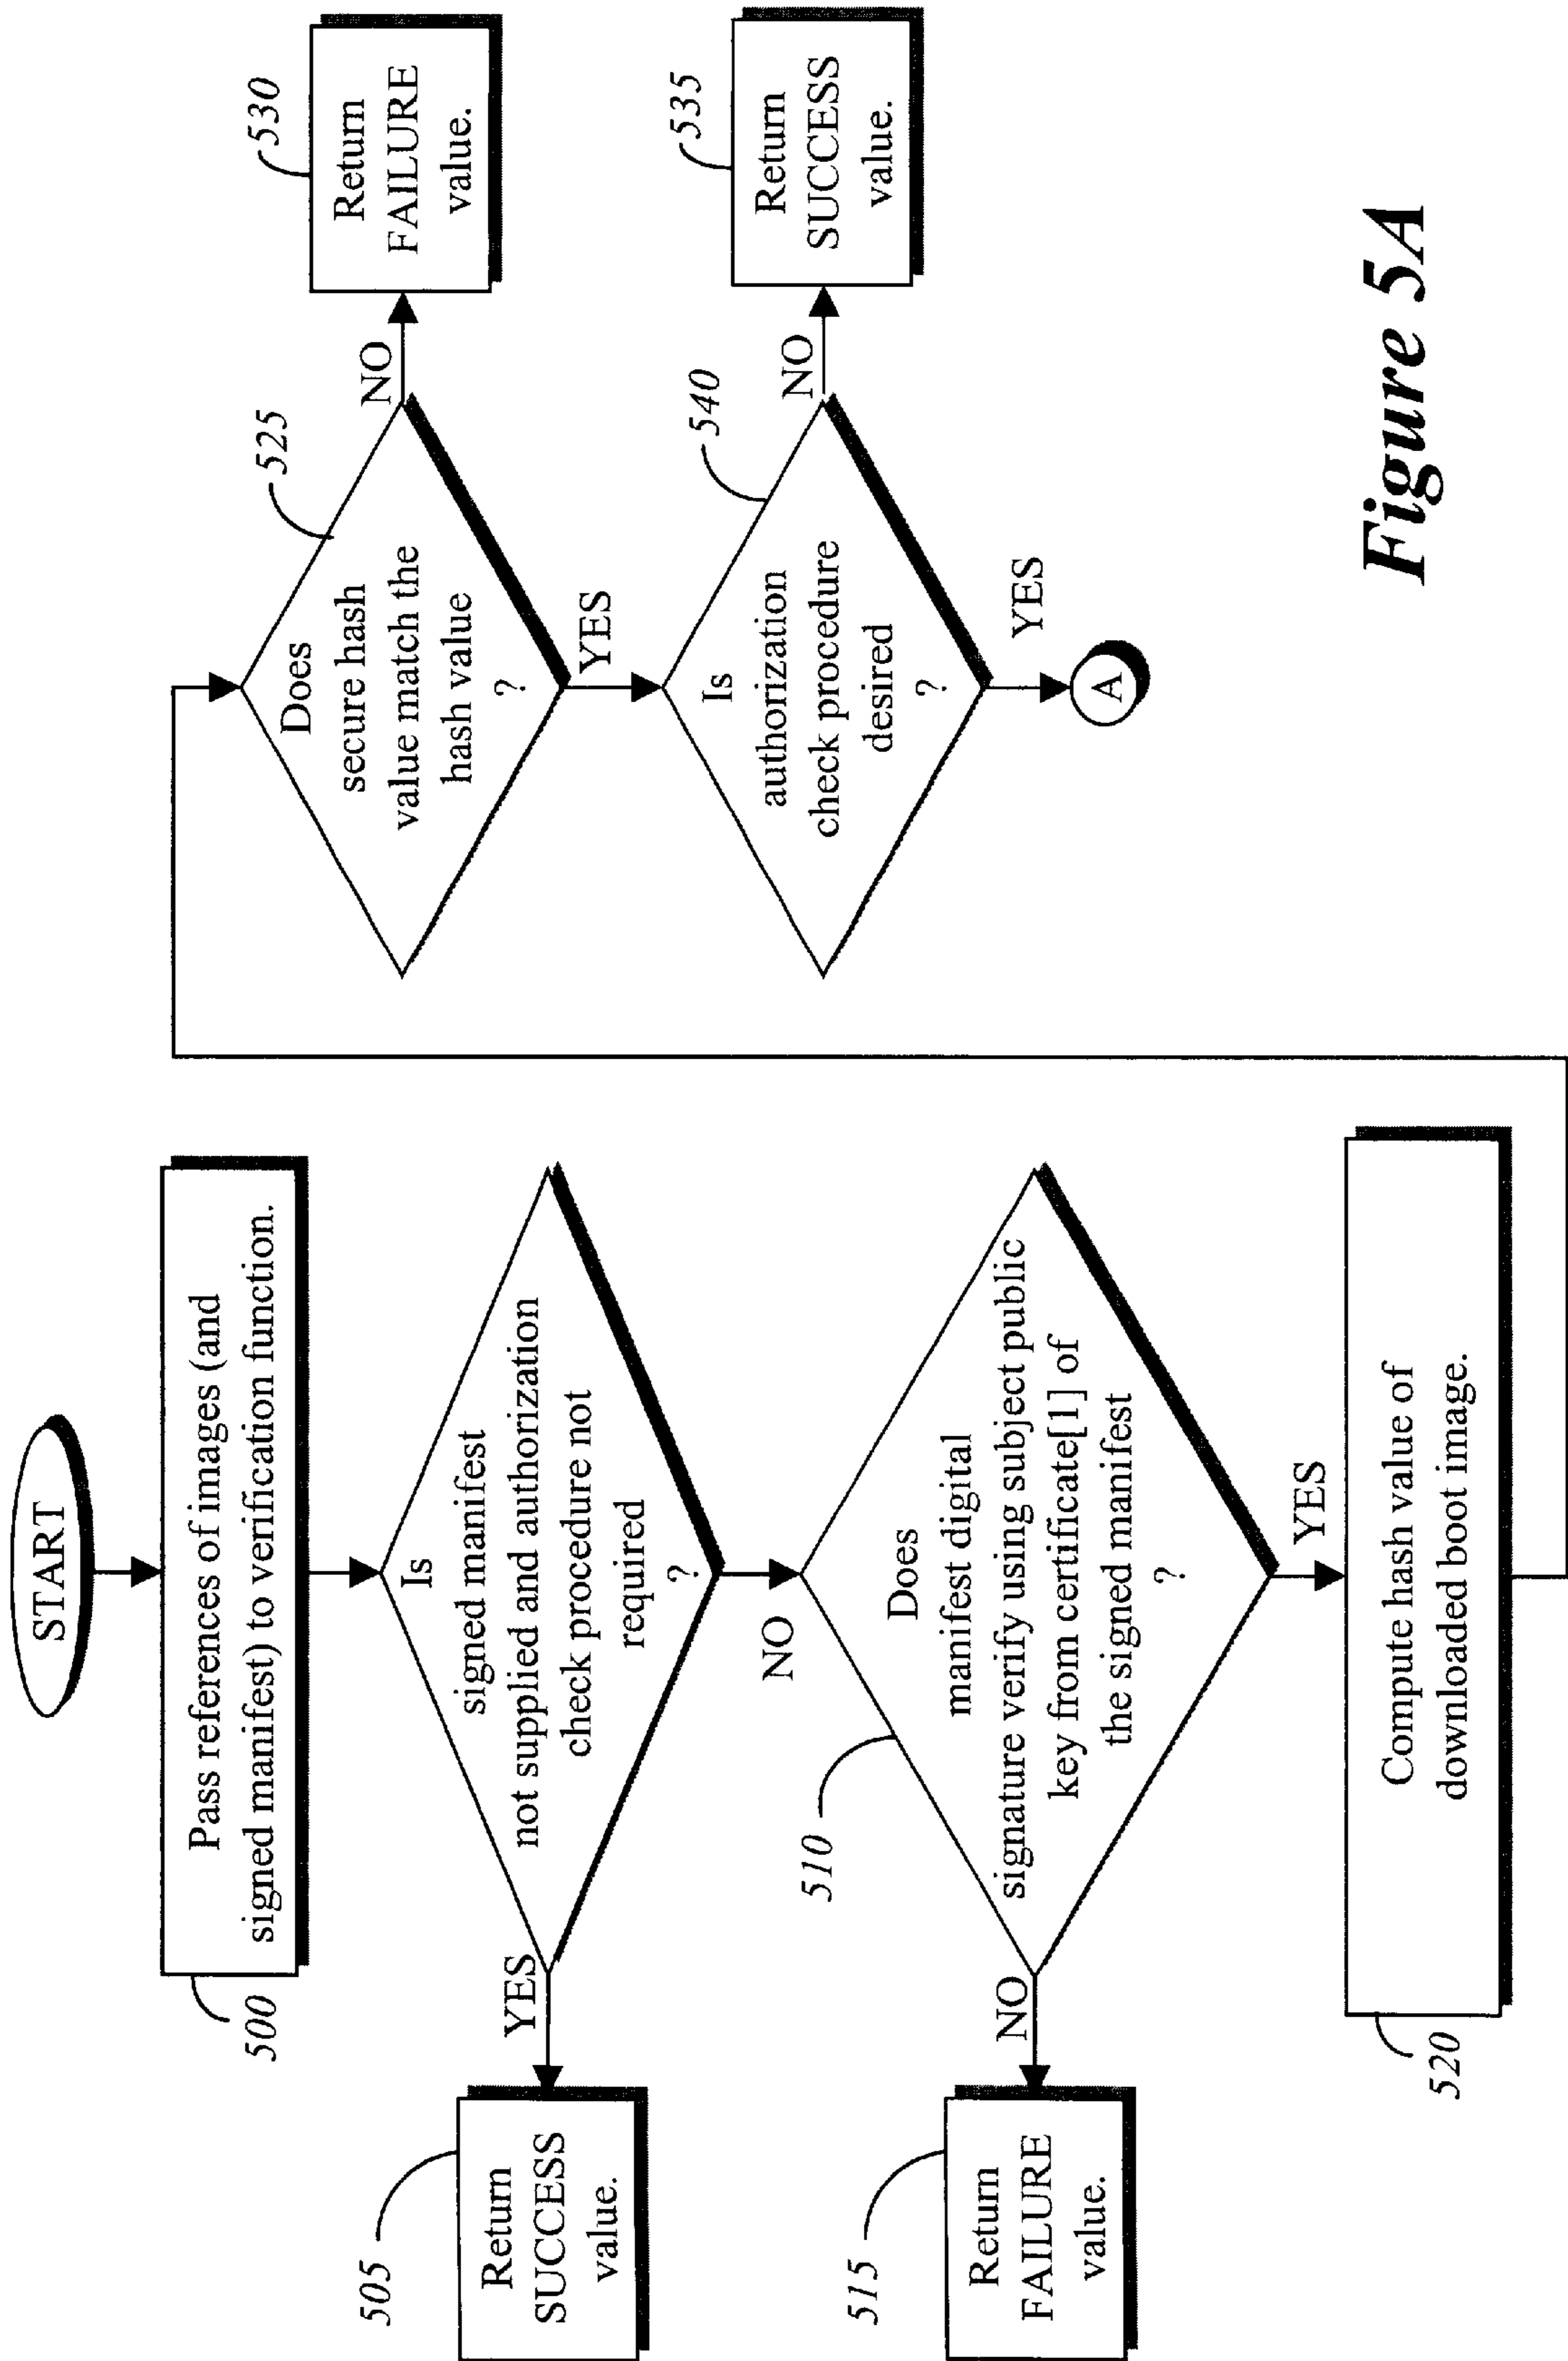 START
Pass references of images (and
signed manifest) to verification function.
500
Is
signed manifest
not supplied and authorization
check procedure not
required
?
YES
505
Return
SUCCESS
value.
NO
Does
manifest digital
signature verify using subject public
key from certificate[1] of
the signed manifest
?
510
NO
515
Return
FAILURE
value.
YES
Compute hash value of
downloaded boot image.
520
Does
secure hash
value match the
hash value
?
525
NO
530
Return
FAILURE
value.
YES
Is
authorization
check procedure
desired
?
540
NO
535
Return
SUCCESS
value.
YES
A
Figure 5A